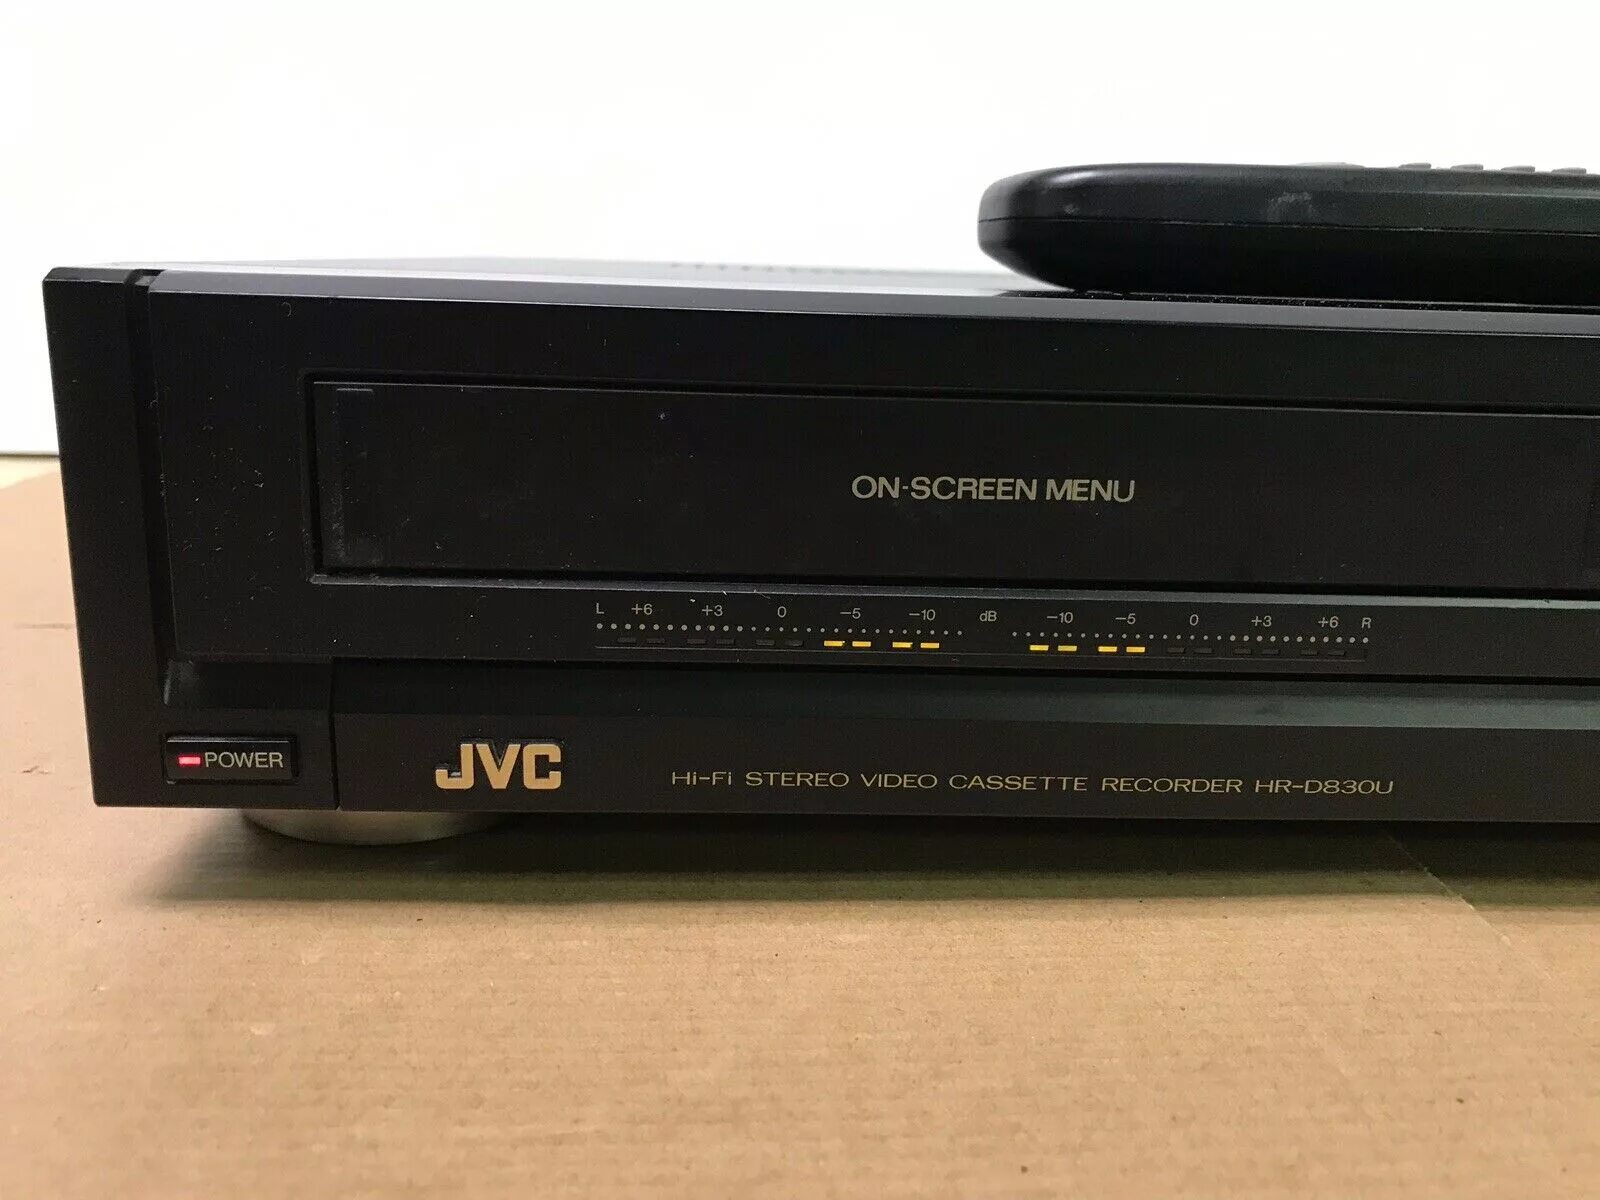 ON-SCREEN MENU
L +6 +3 0 −5 −10 dB −10 −5 0 +3 +6 R
POWER
JVC
Hi-Fi STEREO VIDEO CASSETTE RECORDER HR-D830U